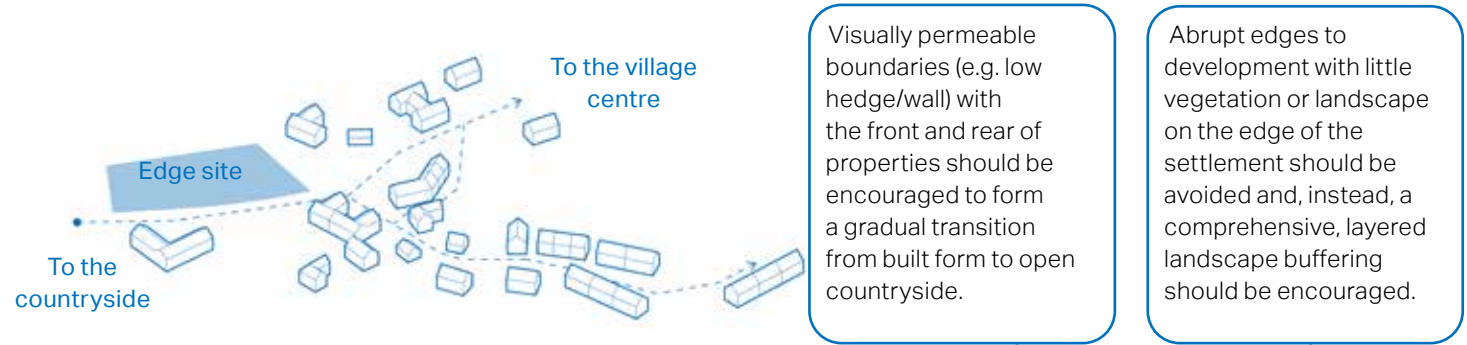 To the village
centre
Edge site
To the
countryside
Visually permeable
boundaries (e.g. low
hedge/wall) with
the front and rear of
properties should be
encouraged to form
a gradual transition
from built form to open
countryside.
Abrupt edges to
development with little
vegetation or landscape
on the edge of the
settlement should be
avoided and, instead, a
comprehensive, layered
landscape buffering
should be encouraged.